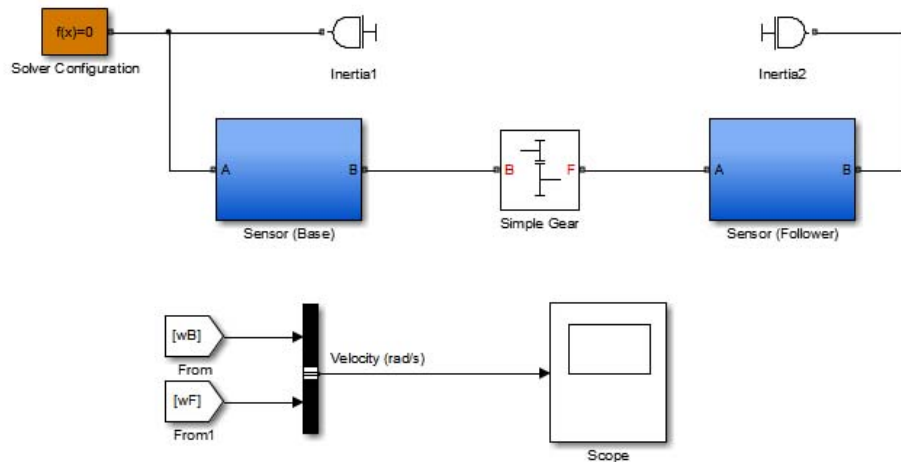 f(x)=0
Solver Configuration
Inertia1
Inertia2
A
B
Sensor (Base)
B
F
Simple Gear
A
B
Sensor (Follower)
[wB]
From
Velocity (rad/s)
[wF]
From1
Scope